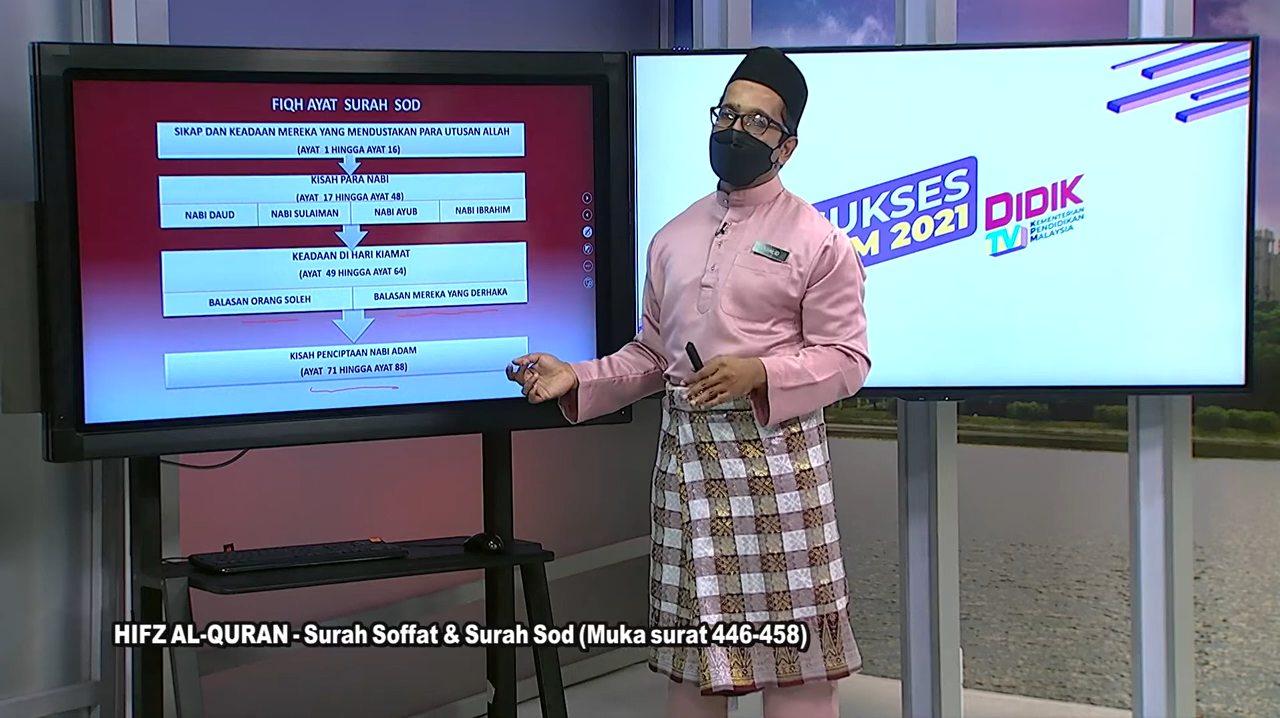 FIQH AYAT SURAH SOD
SIKAP DAN KEADAAN MEREKA YANG MENDUSTAKAN PARA UTUSAN ALLAH
(AYAT 1 HINGGA AYAT 16)
KISAH PARA NABI
(AYAT 17 HINGGA AYAT 48)
NABI DAUD
NABI SULAIMAN
NABI AYUB
NABI IBRAHIM
KEADAAN DI HARI KIAMAT
(AYAT 49 HINGGA AYAT 64)
BALASAN ORANG SOLEH
BALASAN MEREKA YANG DERHAKA
KISAH PENCIPTAAN NABI ADAM
(AYAT 71 HINGGA AYAT 88)
UKSES
M 2021
DIDIK
TV
KEMENTERIAN
PENDIDIKAN
MALAYSIA
HIFZ AL-QURAN - Surah Soffat & Surah Sod (Muka surat 446-458)